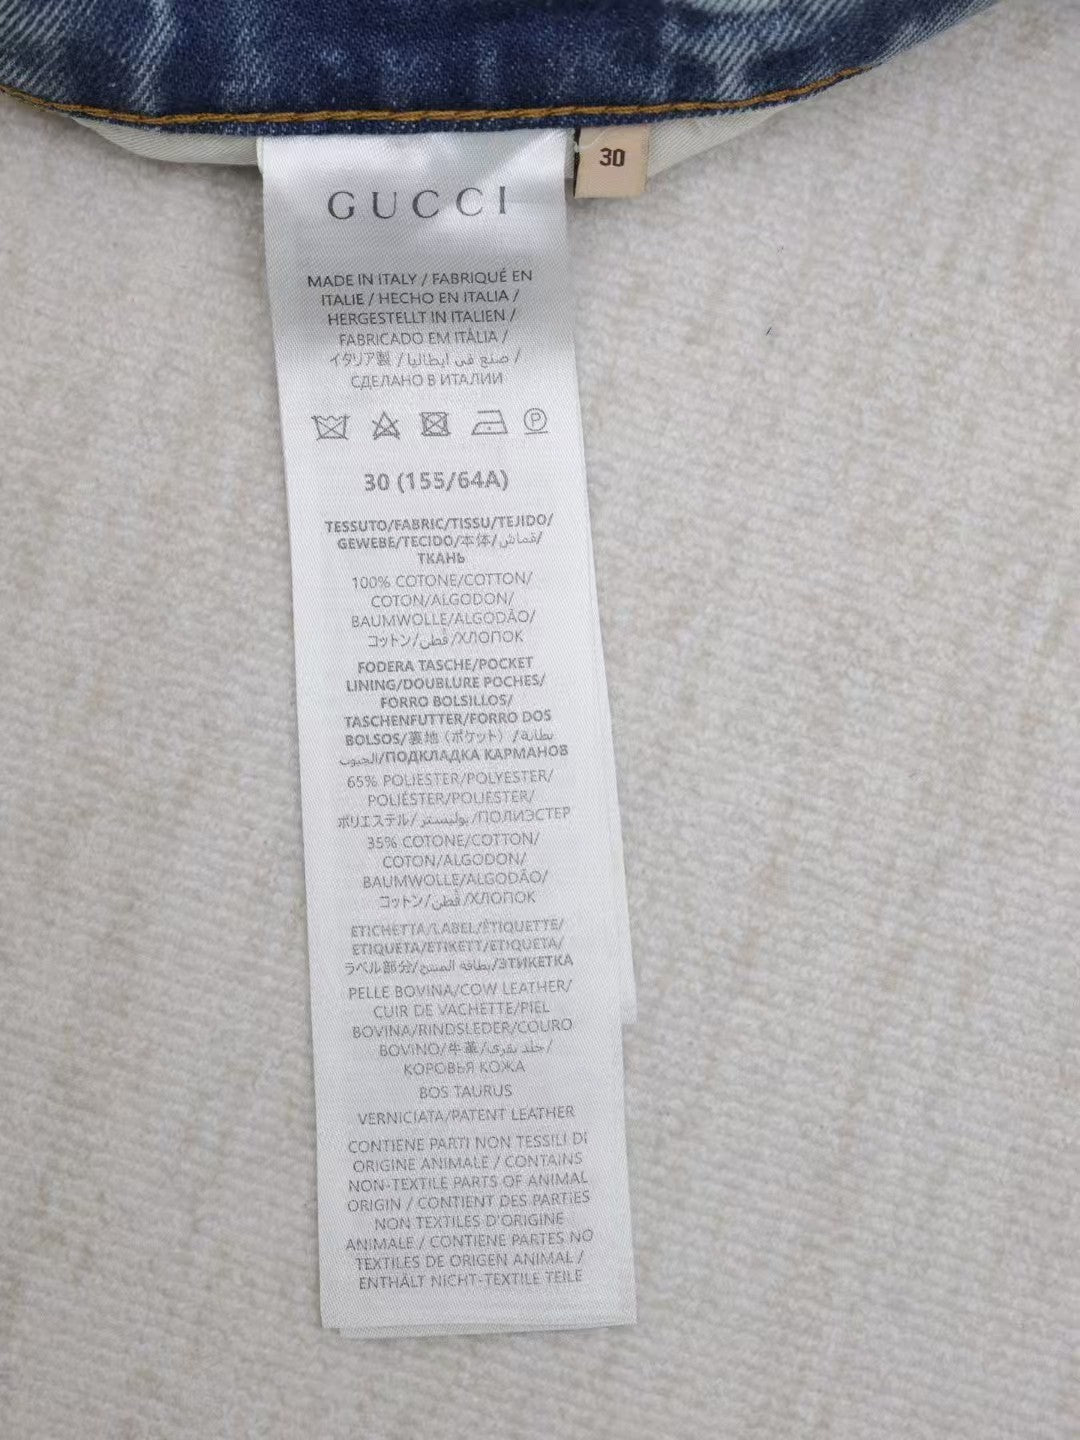 30
GUCCI
MADE IN ITALY / FABRIQUÉ EN
ITALIE / HECHO EN ITALIA /
HERGESTELLT IN ITALIEN /
FABRICADO EM ITÁLIA /
イタリア製 / صنع في ايطاليا /
СДЕЛАНО В ИТАЛИИ
P
30 (155/64A)
TESSUTO/FABRIC/TISSU/TEJIDO/
GEWEBE/TECIDO/本体/قماش/
ТКАНЬ
100% COTONE/COTTON/
COTON/ALGODON/
BAUMWOLLE/ALGODÃO/
コットン/قطن/ХЛОПОК
FODERA TASCHE/POCKET
LINING/DOUBLURE POCHES/
FORRO BOLSILLOS/
TASCHENFUTTER/FORRO DOS
BOLSOS/裏地（ポケット）/بطانة
الجيوب/ПОДКЛАДКА КАРМАНОВ
65% POLIESTER/POLYESTER/
POLIÉSTER/POLIESTER/
ポリエステル/بوليستر/ПОЛИЭСТЕР
35% COTONE/COTTON/
COTON/ALGODON/
BAUMWOLLE/ALGODÃO/
コットン/قطن/ХЛОПОК
ETICHETTA/LABEL/ÉTIQUETTE/
ETIQUETA/ETIKETT/ETIQUETA/
ラベル部分/بطاقة المنتج/ЭТИКЕТКА
PELLE BOVINA/COW LEATHER/
CUIR DE VACHETTE/PIEL
BOVINA/RINDSLEDER/COURO
BOVINO/牛革/جلد بقري/
КОРОВЬЯ КОЖА
BOS TAURUS
VERNICIATA/PATENT LEATHER
CONTIENE PARTI NON TESSILI DI
ORIGINE ANIMALE / CONTAINS
NON-TEXTILE PARTS OF ANIMAL
ORIGIN / CONTIENT DES PARTIES
NON TEXTILES D'ORIGINE
ANIMALE / CONTIENE PARTES NO
TEXTILES DE ORIGEN ANIMAL /
ENTHÄLT NICHT-TEXTILE TEILE